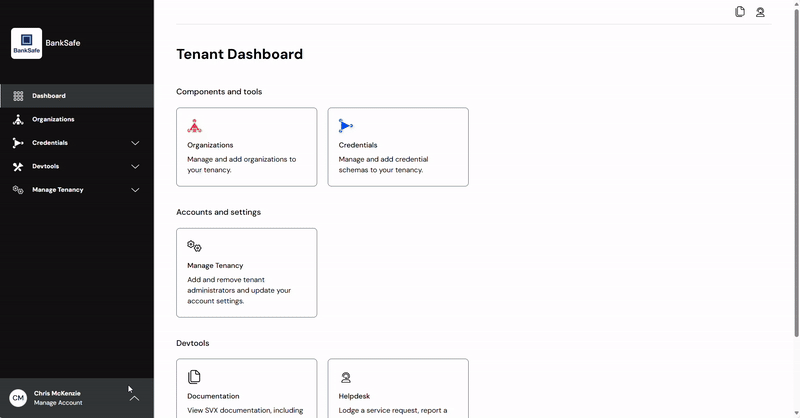 BankSafe
BankSafe
Dashboard
Organizations
Credentials
Devtools
Manage Tenancy
CM
Chris McKenzie
Manage Account
Tenant Dashboard
Components and tools
Organizations
Manage and add organizations to
your tenancy.
Credentials
Manage and add credential
schemas to your tenancy.
Accounts and settings
Manage Tenancy
Add and remove tenant
administrators and update your
account settings.
Devtools
Documentation
View SVX documentation, including
Helpdesk
Lodge a service request, report a